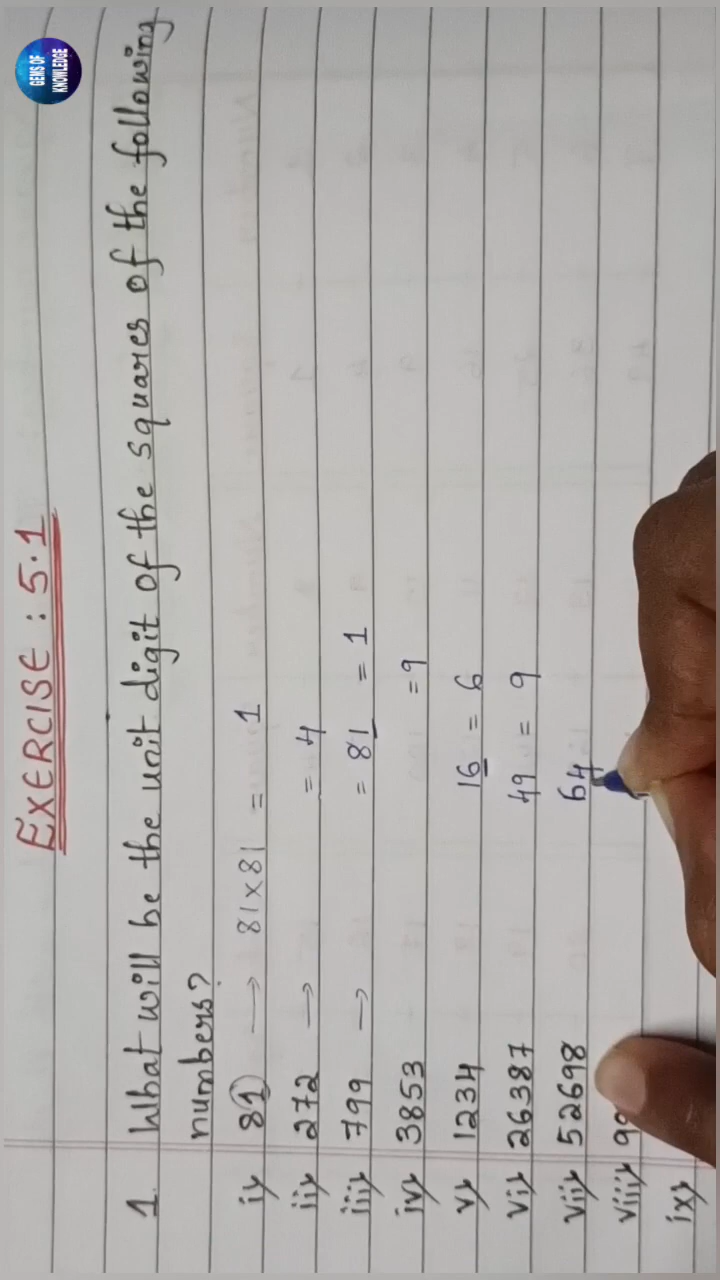 GEMS OF
KNOWLEDGE
EXERCISE : 5.1
1. What will be the unit digit of the squares of the following
numbers?
i) 81 → 81×81 = 1
ii) 272 → = 4
iii) 799 → = 81 = 1
iv) 3853 = 9
v) 1234 16 = 6
vi) 26387 49 = 9
vii) 52698 64
viii) 99
ix)